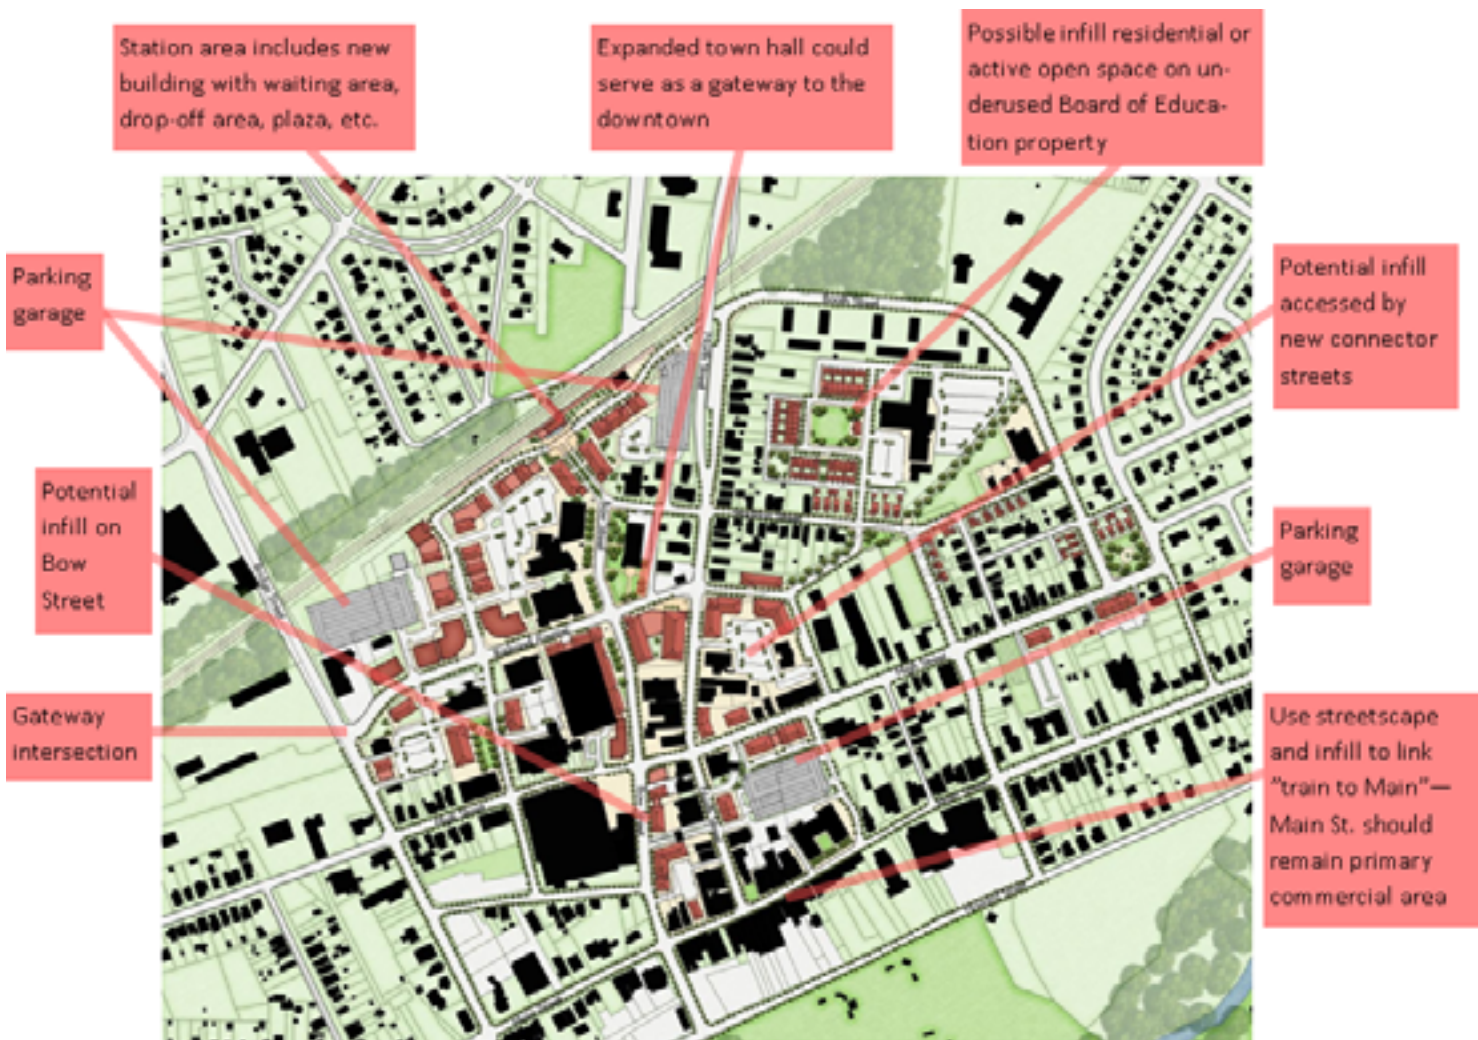 Station area includes new
building with waiting area,
drop-off area, plaza, etc.
Expanded town hall could
serve as a gateway to the
downtown
Possible infill residential or
active open space on un-
derused Board of Educa-
tion property
Parking
garage
Potential infill
accessed by
new connector
streets
Potential
infill on
Bow
Street
Parking
garage
Gateway
intersection
Use streetscape
and infill to link
"train to Main"—
Main St. should
remain primary
commercial area